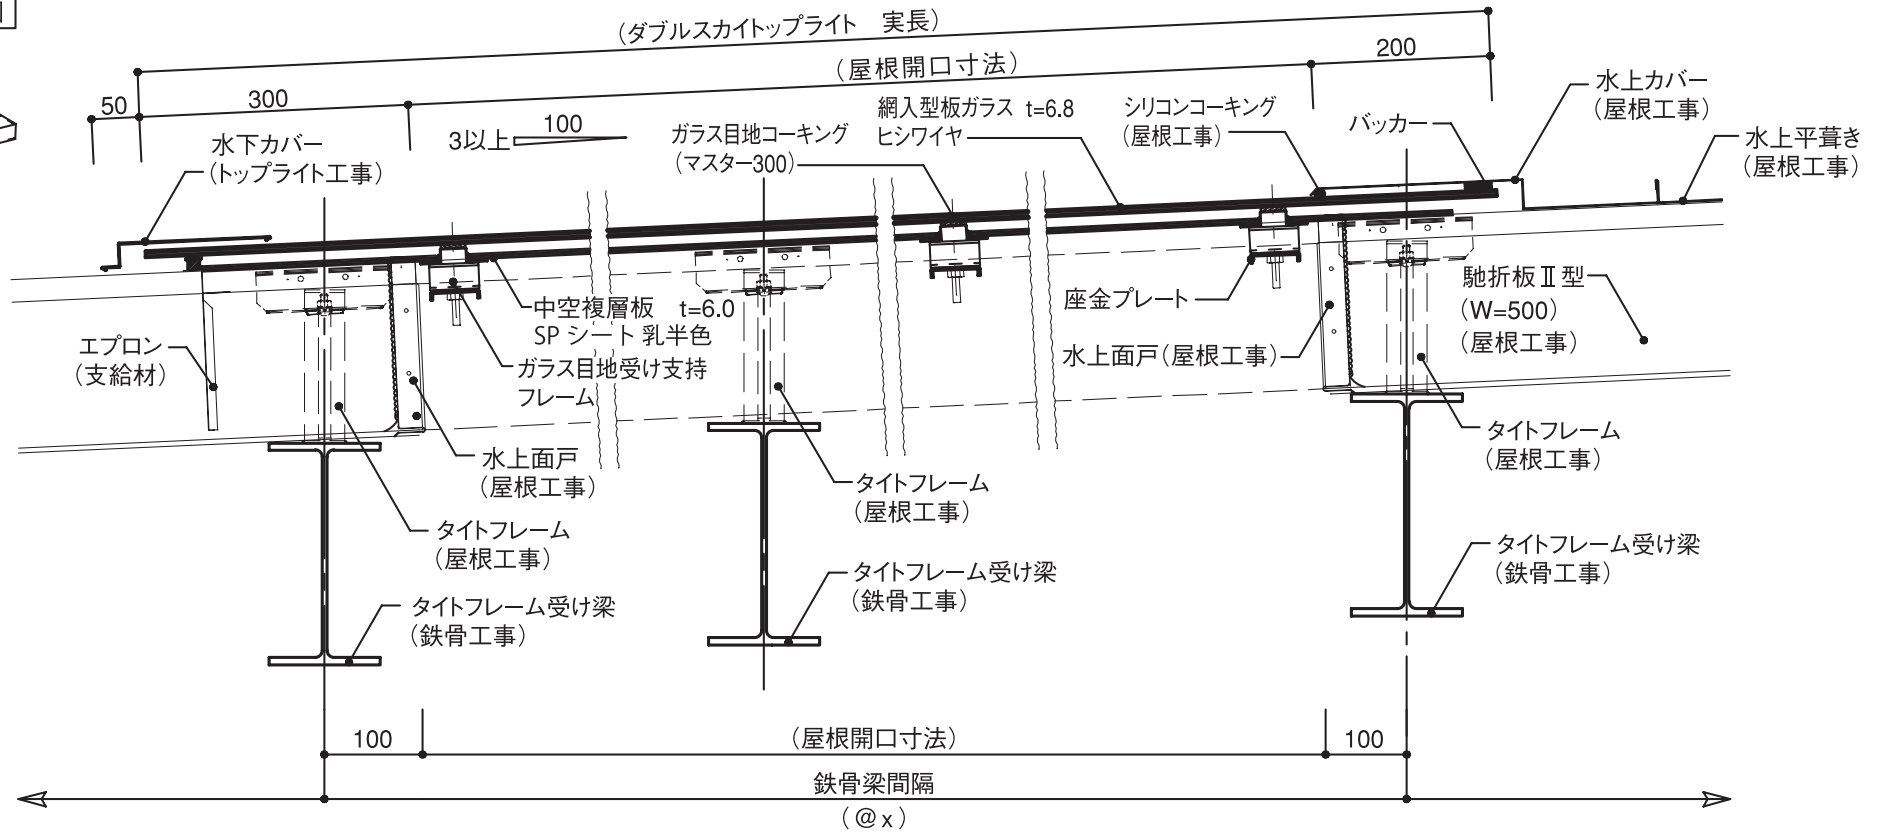 (ダブルスカイトップライト　実長)
(屋根開口寸法)
200
50
300
水上カバー
(屋根工事)
水下カバー
(トップライト工事)
3以上
100
ガラス目地コーキング
(マスター300)
網入型板ガラス t=6.8
ヒシワイヤ
シリコンコーキング
(屋根工事)
バッカー
水上平葺き
(屋根工事)
中空複層板　t=6.0
SP シート 乳半色
ガラス目地受け支持
フレーム
座金プレート
水上面戸(屋根工事)
馳折板Ⅱ型
(W=500)
(屋根工事)
エプロン
(支給材)
水上面戸
(屋根工事)
タイトフレーム
(屋根工事)
タイトフレーム
(屋根工事)
タイトフレーム
(屋根工事)
タイトフレーム受け梁
(鉄骨工事)
タイトフレーム受け梁
(鉄骨工事)
タイトフレーム受け梁
(鉄骨工事)
100
(屋根開口寸法)
100
鉄骨梁間隔
(@x)